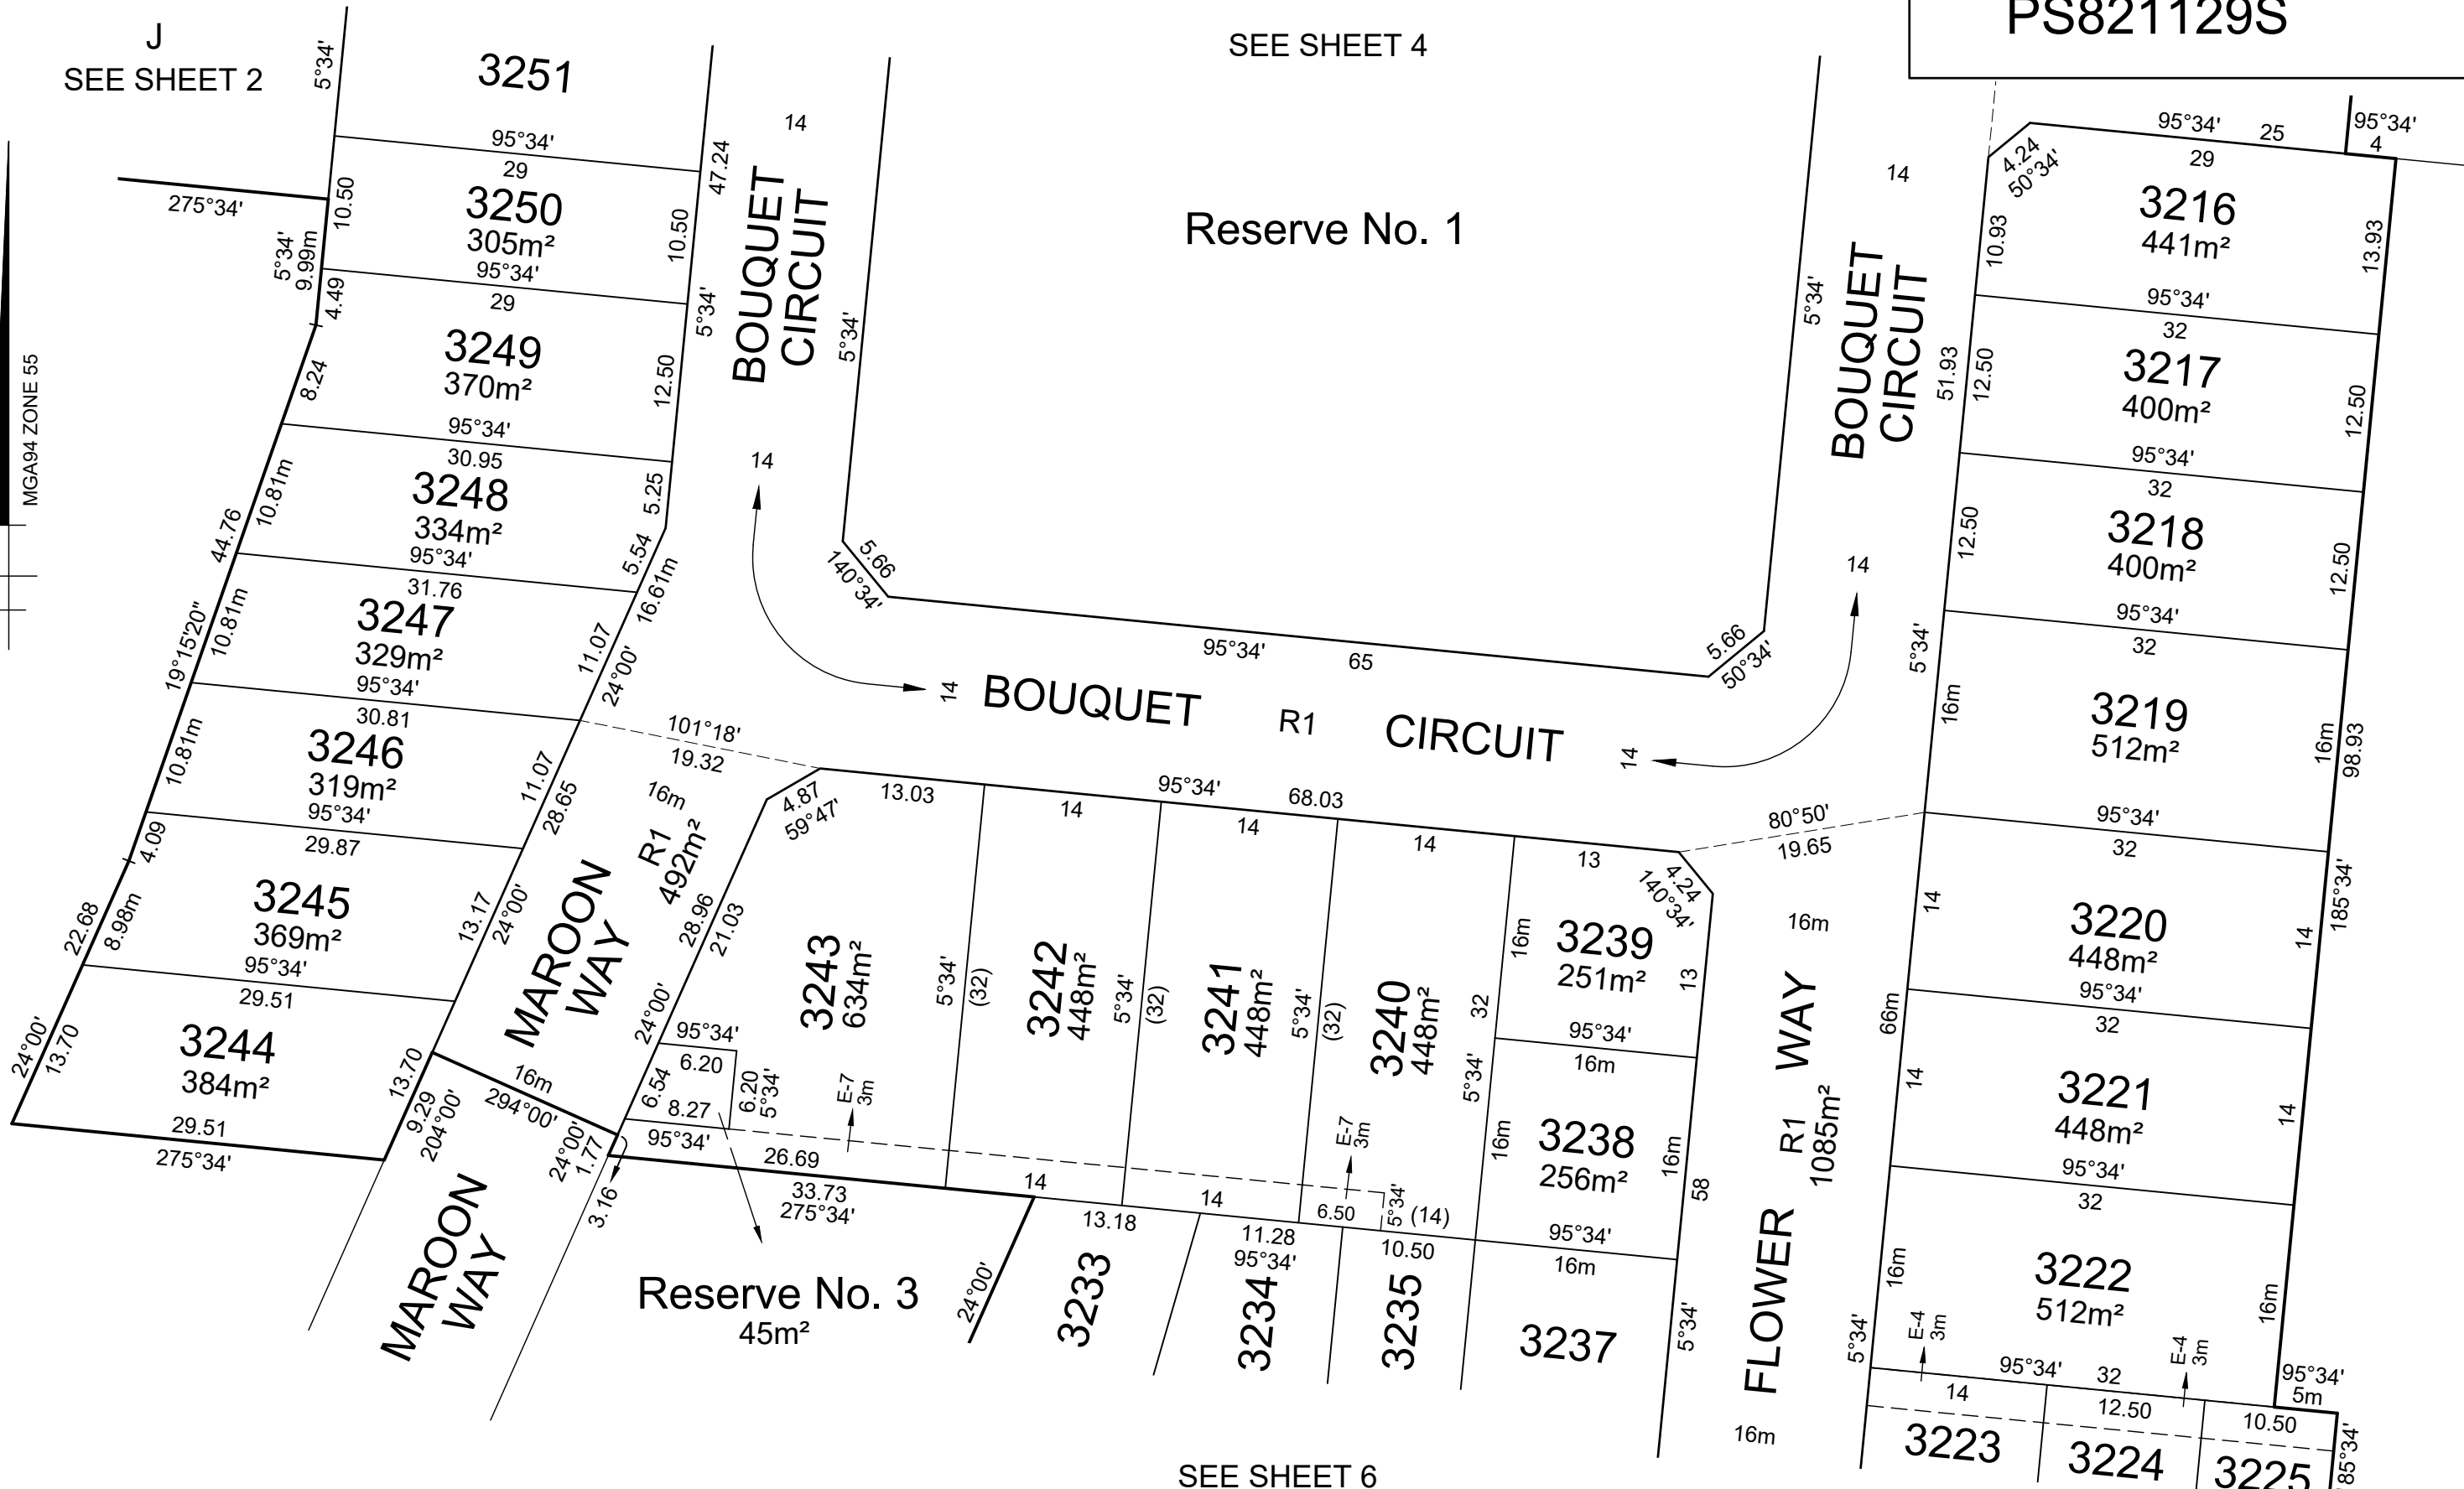 J
SEE SHEET 2
SEE SHEET 4
PS821129S
MGA94 ZONE 55
5°34'
3251
95°34'
29
275°34'
10.50
3250
305m²
10.50
47.24
5°34'
9.99m
95°34'
29
4.49
3249
370m²
5°34'
12.50
8.24
95°34'
30.95
10.81m
3248
334m²
5.25
44.76
95°34'
31.76
5.54
16.61m
19°15'20"
10.81m
3247
329m²
11.07
24°00'
95°34'
30.81
10.81m
3246
319m²
11.07
28.65
95°34'
29.87
4.09
3245
369m²
13.17
24°00'
22.68
8.98m
95°34'
29.51
24°00'
13.70
3244
384m²
13.70
29.51
275°34'
9.29
204°00'
14
BOUQUET
CIRCUIT
5°34'
14
14
5.66
140°34'
Reserve No. 1
95°34'
65
5.66
50°34'
BOUQUET
R1
CIRCUIT
14
14
5°34'
14
BOUQUET
CIRCUIT
101°18'
19.32
16m
R1
492m²
MAROON
WAY
16m
294°00'
24°00'
1.77
3.16
MAROON
WAY
4.87
59°47'
13.03
14
95°34'
14
68.03
14
13
4.24
140°34'
80°50'
19.65
28.96
21.03
24°00'
3243
634m²
95°34'
6.20
6.20
5°34'
6.54
8.27
95°34'
E-7
3m
26.69
33.73
275°34'
5°34'
(32)
3242
448m²
5°34'
(32)
3241
448m²
5°34'
(32)
3240
448m²
E-7
3m
14
14
6.50
5°34'
(14)
13.18
11.28
95°34'
10.50
16m
32
5°34'
3239
251m²
13
95°34'
16m
16m
3238
256m²
16m
58
95°34'
16m
Reserve No. 3
45m²
24°00'
3233
3234
3235
3237
5°34'
16m
FLOWER
R1
WAY
1085m²
16m
SEE SHEET 6
95°34'
25
95°34'
4
4.24
50°34'
29
3216
441m²
10.93
13.93
95°34'
32
51.93
12.50
3217
400m²
12.50
95°34'
32
12.50
3218
400m²
12.50
95°34'
32
5°34'
16m
3219
512m²
16m
98.93
95°34'
32
14
3220
448m²
14
185°34'
95°34'
32
66m
14
3221
448m²
14
95°34'
32
16m
3222
512m²
16m
5°34'
E-4
3m
95°34'
32
E-4
3m
95°34'
5m
14
12.50
10.50
3223
3224
3225